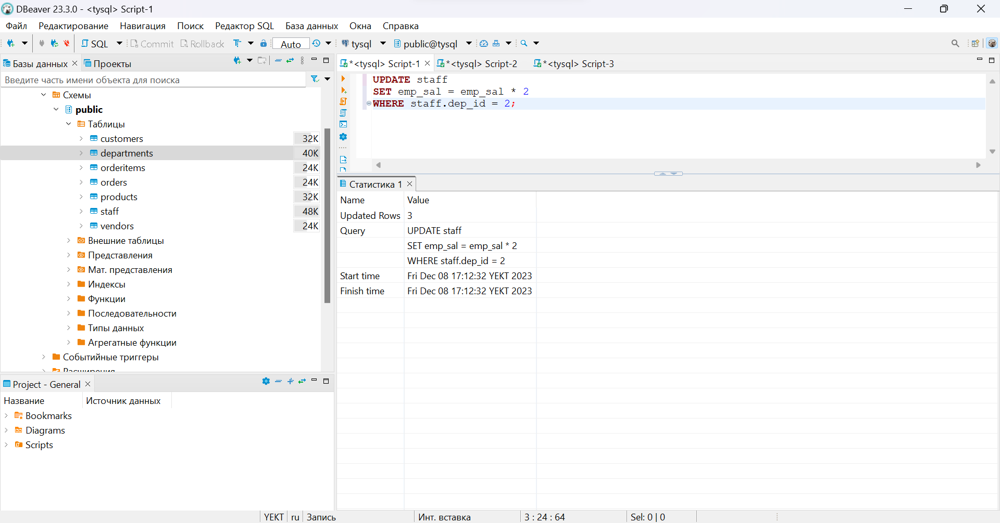 DBeaver 23.3.0 - <tysql> Script-1
Файл Редактирование Навигация Поиск Редактор SQL База данных Окна Справка
SQL Commit Rollback Auto tysql public@tysql
Базы данных Проекты
Введите часть имени объекта для поиска
Схемы
public
Таблицы
customers 32K
departments 40K
orderitems 24K
orders 24K
products 32K
staff 48K
vendors 24K
Внешние таблицы
Представления
Мат. представления
Индексы
Функции
Последовательности
Типы данных
Агрегатные функции
Событийные триггеры
Расширения
Project - General
Название Источник данных
Bookmarks
Diagrams
Scripts
*<tysql> Script-1 *<tysql> Script-2 *<tysql> Script-3
UPDATE staff
SET emp_sal = emp_sal * 2
WHERE staff.dep_id = 2;
Статистика 1
Name Value
Updated Rows 3
Query UPDATE staff
SET emp_sal = emp_sal * 2
WHERE staff.dep_id = 2
Start time Fri Dec 08 17:12:32 YEKT 2023
Finish time Fri Dec 08 17:12:32 YEKT 2023
YEKT ru Запись Инт. вставка 3 : 24 : 64 Sel: 0 | 0